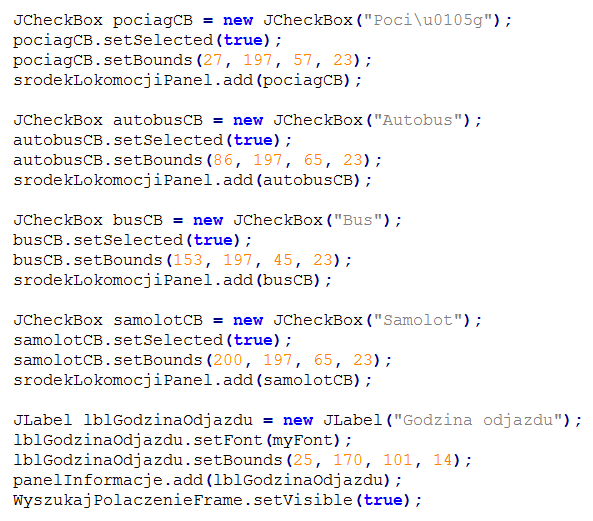 JCheckBox pociagCB = new JCheckBox("Poci\u0105g");
pociagCB.setSelected(true);
pociagCB.setBounds(27, 197, 57, 23);
srodekLokomocjiPanel.add(pociagCB);

JCheckBox autobusCB = new JCheckBox("Autobus");
autobusCB.setSelected(true);
autobusCB.setBounds(86, 197, 65, 23);
srodekLokomocjiPanel.add(autobusCB);

JCheckBox busCB = new JCheckBox("Bus");
busCB.setSelected(true);
busCB.setBounds(153, 197, 45, 23);
srodekLokomocjiPanel.add(busCB);

JCheckBox samolotCB = new JCheckBox("Samolot");
samolotCB.setSelected(true);
samolotCB.setBounds(200, 197, 65, 23);
srodekLokomocjiPanel.add(samolotCB);

JLabel lblGodzinaOdjazdu = new JLabel("Godzina odjazdu");
lblGodzinaOdjazdu.setFont(myFont);
lblGodzinaOdjazdu.setBounds(25, 170, 101, 14);
panelInformacje.add(lblGodzinaOdjazdu);
WyszukajPolaczenieFrame.setVisible(true);